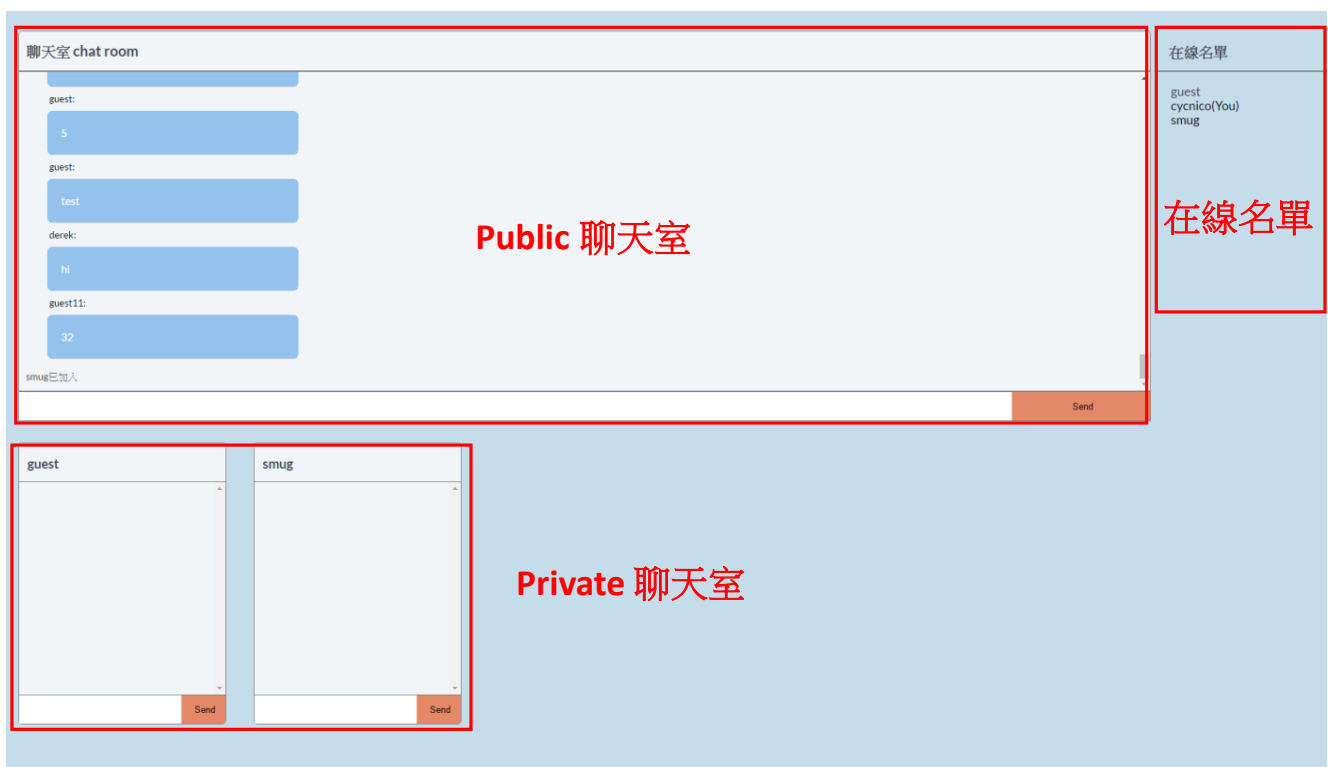 聊天室 chat room
guest:
5
guest:
test
derek:
hi
guest11:
32
smug已加入
Send
Public 聊天室
在線名單
guest
cycnico(You)
smug
在線名單
guest
Send
smug
Send
Private 聊天室